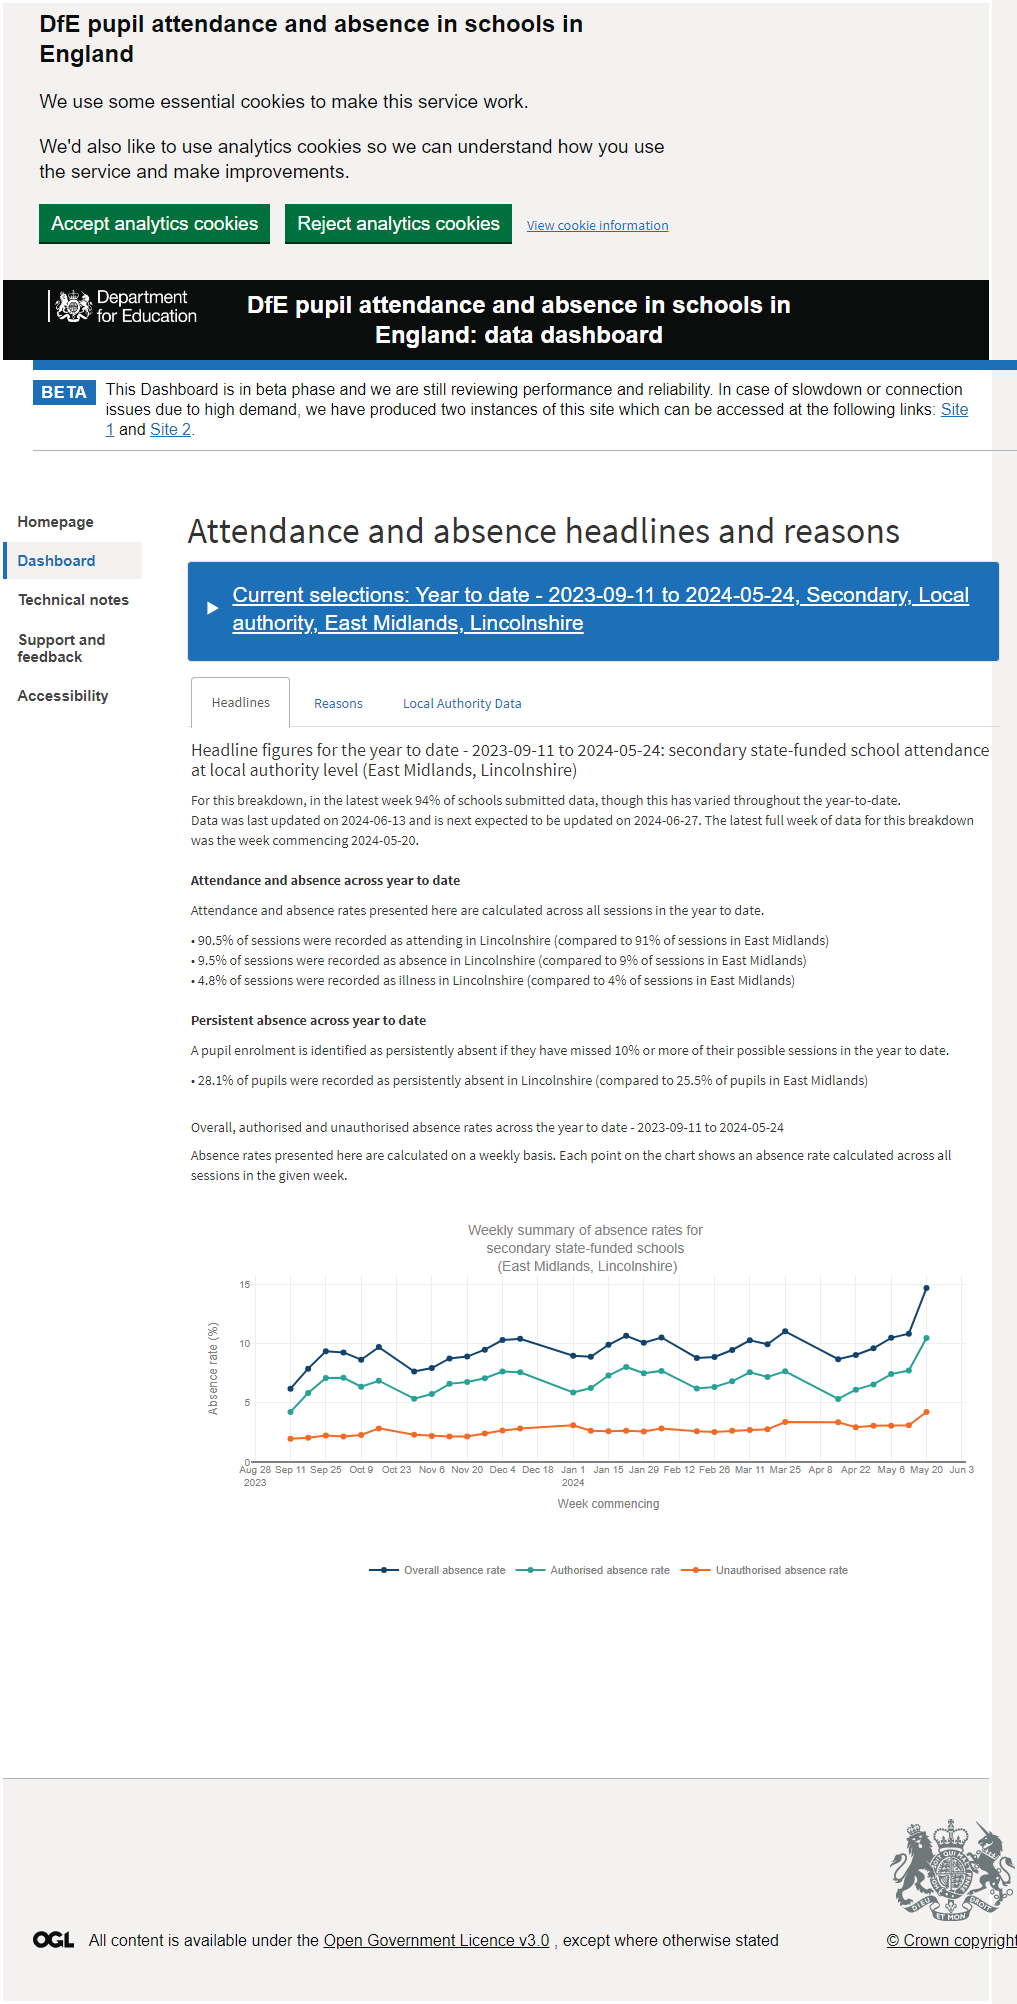 DfE pupil attendance and absence in schools in
England
We use some essential cookies to make this service work.
We'd also like to use analytics cookies so we can understand how you use
the service and make improvements.
Accept analytics cookies
Reject analytics cookies
View cookie information
Department
for Education
DfE pupil attendance and absence in schools in
England: data dashboard
BETA
This Dashboard is in beta phase and we are still reviewing performance and reliability. In case of slowdown or connection
issues due to high demand, we have produced two instances of this site which can be accessed at the following links: Site
1 and Site 2.
Homepage
Dashboard
Technical notes
Support and
feedback
Accessibility
Attendance and absence headlines and reasons
Current selections: Year to date - 2023-09-11 to 2024-05-24, Secondary, Local
authority, East Midlands, Lincolnshire
Headlines
Reasons
Local Authority Data
Headline figures for the year to date - 2023-09-11 to 2024-05-24: secondary state-funded school attendance
at local authority level (East Midlands, Lincolnshire)
For this breakdown, in the latest week 94% of schools submitted data, though this has varied throughout the year-to-date.
Data was last updated on 2024-06-13 and is next expected to be updated on 2024-06-27. The latest full week of data for this breakdown
was the week commencing 2024-05-20.
Attendance and absence across year to date
Attendance and absence rates presented here are calculated across all sessions in the year to date.
• 90.5% of sessions were recorded as attending in Lincolnshire (compared to 91% of sessions in East Midlands)
• 9.5% of sessions were recorded as absence in Lincolnshire (compared to 9% of sessions in East Midlands)
• 4.8% of sessions were recorded as illness in Lincolnshire (compared to 4% of sessions in East Midlands)
Persistent absence across year to date
A pupil enrolment is identified as persistently absent if they have missed 10% or more of their possible sessions in the year to date.
• 28.1% of pupils were recorded as persistently absent in Lincolnshire (compared to 25.5% of pupils in East Midlands)
Overall, authorised and unauthorised absence rates across the year to date - 2023-09-11 to 2024-05-24
Absence rates presented here are calculated on a weekly basis. Each point on the chart shows an absence rate calculated across all
sessions in the given week.
Weekly summary of absence rates for
secondary state-funded schools
(East Midlands, Lincolnshire)
Absence rate (%)
15
10
5
0
Aug 28 Sep 11 Sep 25 Oct 9 Oct 23 Nov 6 Nov 20 Dec 4 Dec 18 Jan 1 Jan 15 Jan 29 Feb 12 Feb 26 Mar 11 Mar 25 Apr 8 Apr 22 May 6 May 20 Jun 3
2023 2024
Week commencing
Overall absence rate
Authorised absence rate
Unauthorised absence rate
OGL
All content is available under the Open Government Licence v3.0 , except where otherwise stated
© Crown copyright
DIEU ET MON DROIT